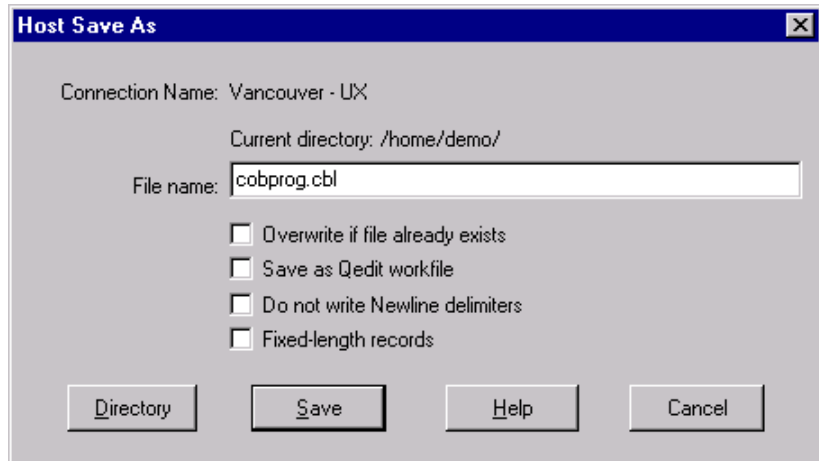 Host Save As
Connection Name: Vancouver - UX
Current directory: /home/demo/
File name: cobprog.cbl
Overwrite if file already exists
Save as Qedit workfile
Do not write Newline delimiters
Fixed-length records
Directory Save Help Cancel